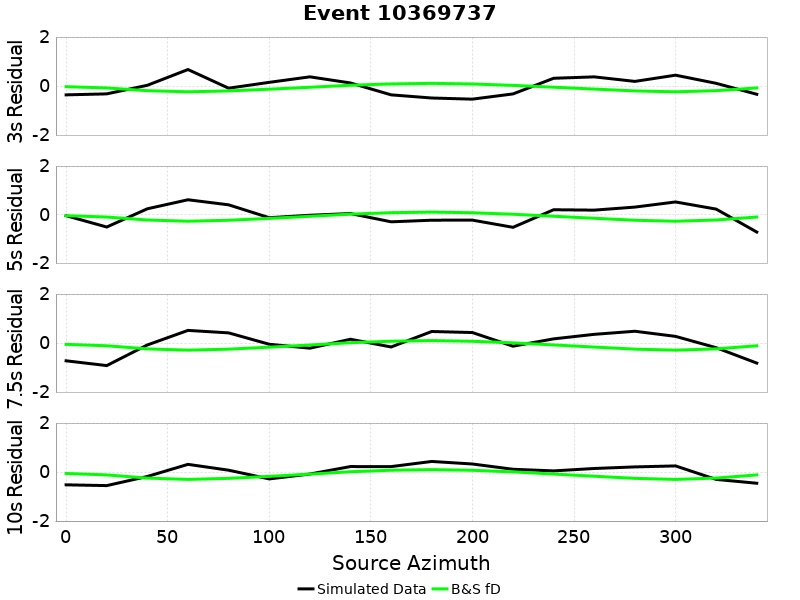 Event 10369737
3s Residual
2
0
-2
5s Residual
2
0
-2
7.5s Residual
2
0
-2
10s Residual
2
0
-2
0 50 100 150 200 250 300
Source Azimuth
Simulated Data B&S fD